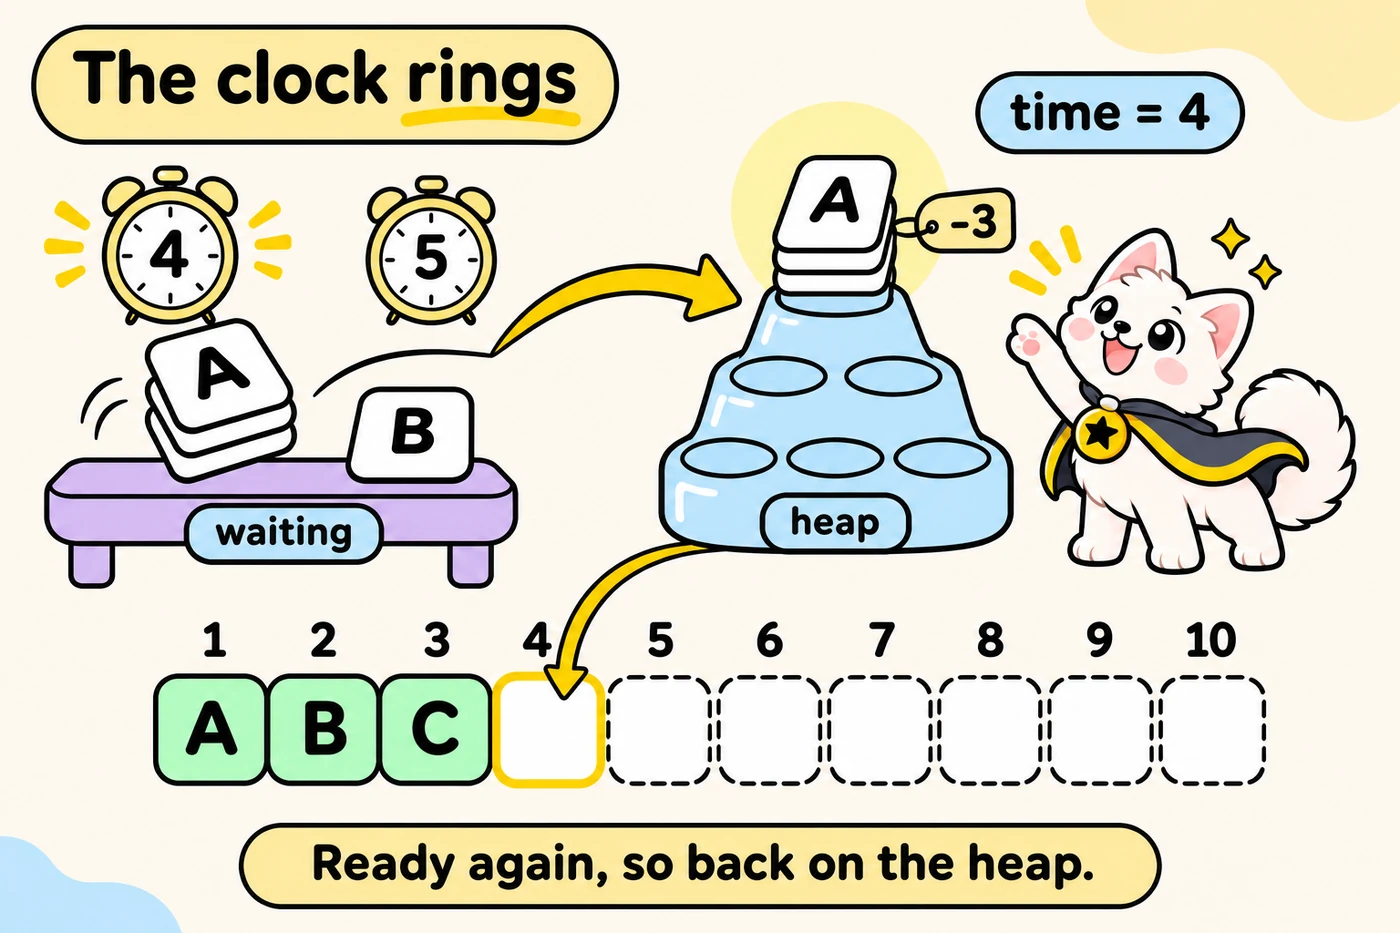 The clock rings
time = 4
4
5
A
-3
A
B
waiting
heap
1 2 3 4 5 6 7 8 9 10
A B C
Ready again, so back on the heap.